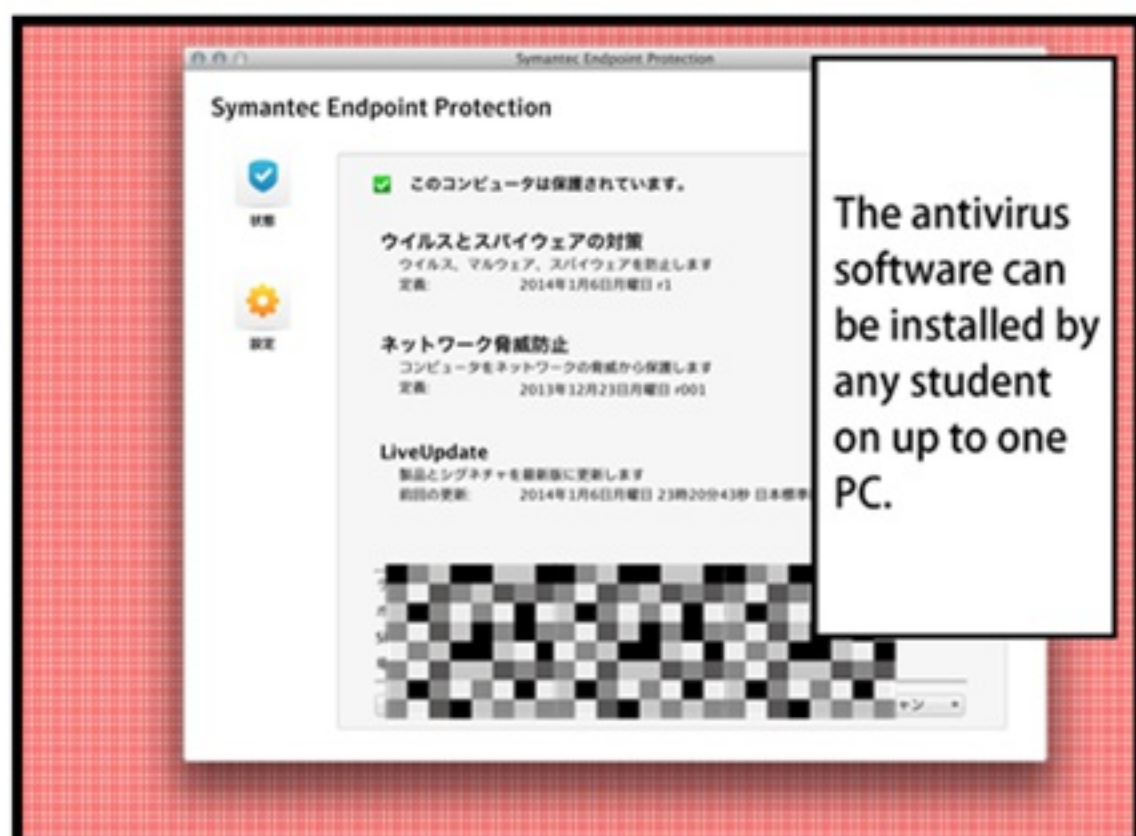 Symantec Endpoint Protection
Symantec Endpoint Protection
状態
設定
このコンピュータは保護されています。
ウイルスとスパイウェアの対策
ウイルス、マルウェア、スパイウェアを防止します
定義: 2014年1月6日月曜日 r1
ネットワーク脅威防止
コンピュータをネットワークの脅威から保護します
定義: 2013年12月23日月曜日 r001
LiveUpdate
製品とシグネチャを最新版に更新します
前回の更新: 2014年1月6日月曜日 23時20分43秒 日本標準
ャン
The antivirus
software can
be installed by
any student
on up to one
PC.